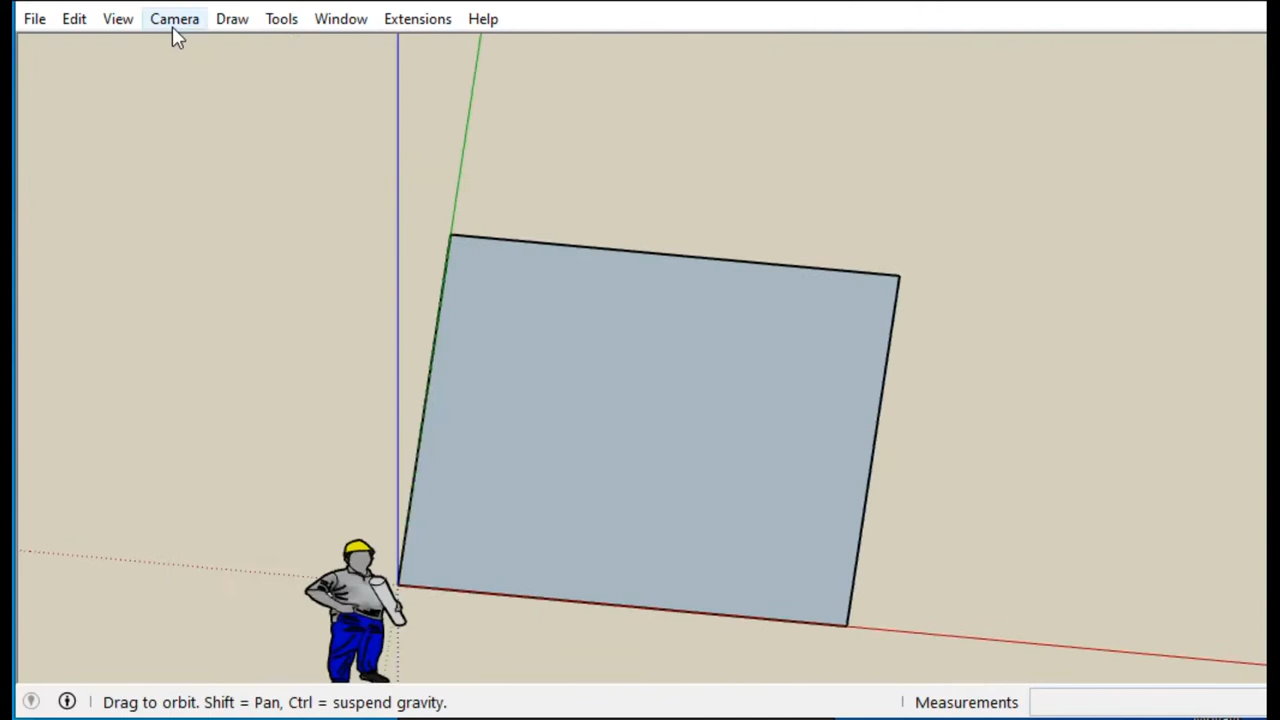 File Edit View Camera Draw Tools Window Extensions Help
Drag to orbit. Shift = Pan, Ctrl = suspend gravity. Measurements